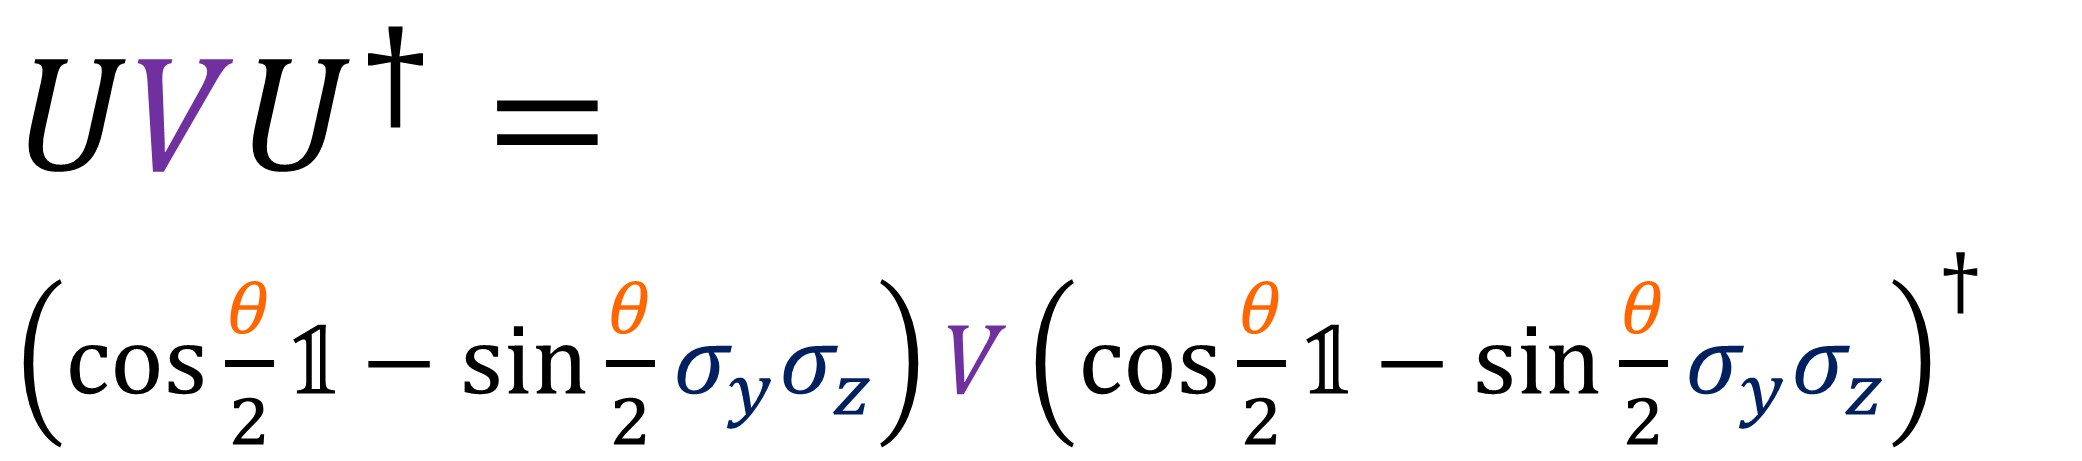 UVU† =
(cos θ/2 𝟙 − sin θ/2 σ_y σ_z) V (cos θ/2 𝟙 − sin θ/2 σ_y σ_z)†